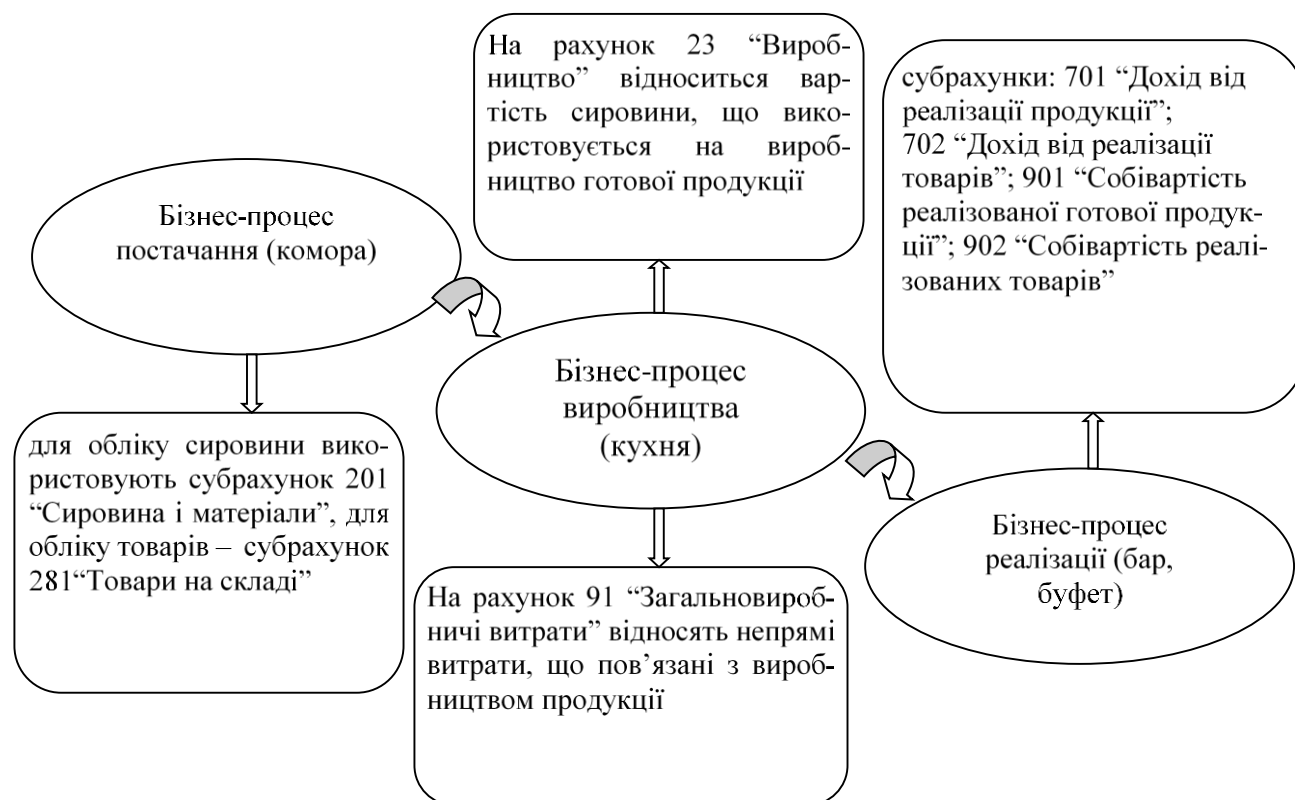 Бізнес-процес
постачання (комора)
для обліку сировини вико-
ристовують субрахунок 201
“Сировина і матеріали”, для
обліку товарів – субрахунок
281“Товари на складі”
На рахунок 23 “Вироб-
ництво” відноситься вар-
тість сировини, що вико-
ристовується на вироб-
ництво готової продукції
Бізнес-процес
виробництва
(кухня)
На рахунок 91 “Загальновироб-
ничі витрати” відносять непрямі
витрати, що пов’язані з вироб-
ництвом продукції
субрахунки: 701 “Дохід від
реалізації продукції”;
702 “Дохід від реалізації
товарів”; 901 “Собівартість
реалізованої готової продук-
ції”; 902 “Собівартість реалі-
зованих товарів”
Бізнес-процес
реалізації (бар,
буфет)